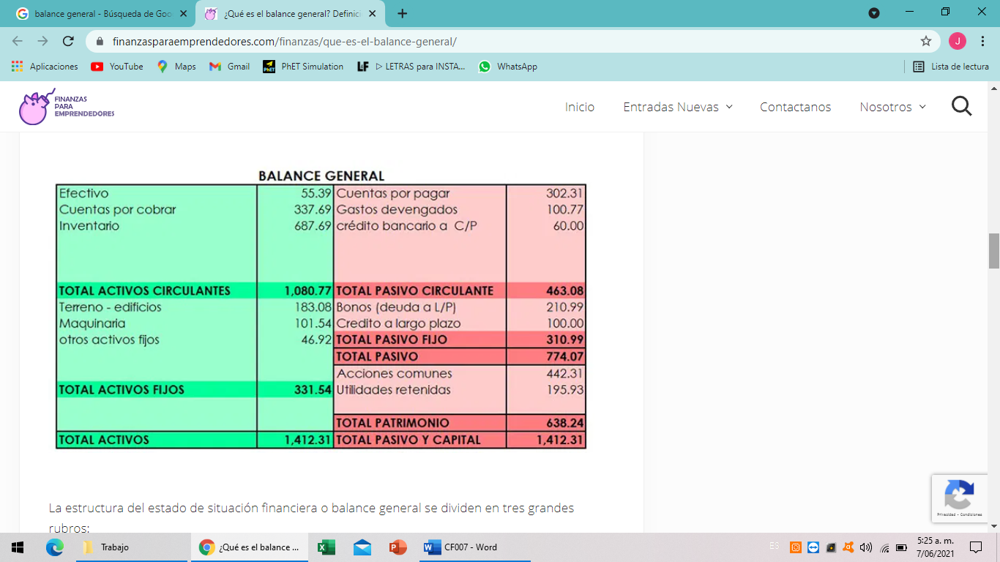 balance general - Búsqueda de Goo
¿Qué es el balance general? Definici
finanzasparaemprendedores.com/finanzas/que-es-el-balance-general/
J
Aplicaciones YouTube Maps Gmail PhET Simulation ▷ LETRAS para INSTA... WhatsApp Lista de lectura
FINANZAS
PARA
EMPRENDEDORES
Inicio Entradas Nuevas Contactanos Nosotros
BALANCE GENERAL
Efectivo 55.39 Cuentas por pagar 302.31
Cuentas por cobrar 337.69 Gastos devengados 100.77
Inventario 687.69 crédito bancario a C/P 60.00
TOTAL ACTIVOS CIRCULANTES 1,080.77 TOTAL PASIVO CIRCULANTE 463.08
Terreno - edificios 183.08 Bonos (deuda a L/P) 210.99
Maquinaria 101.54 Credito a largo plazo 100.00
otros activos fijos 46.92 TOTAL PASIVO FIJO 310.99
TOTAL PASIVO 774.07
Acciones comunes 442.31
TOTAL ACTIVOS FIJOS 331.54 Utilidades retenidas 195.93
TOTAL PATRIMONIO 638.24
TOTAL ACTIVOS 1,412.31 TOTAL PASIVO Y CAPITAL 1,412.31
La estructura del estado de situación financiera o balance general se dividen en tres grandes
rubros:
Privacidad - Condiciones
Trabajo ¿Qué es el balance ... CF007 - Word ES 5:25 a. m.
7/06/2021